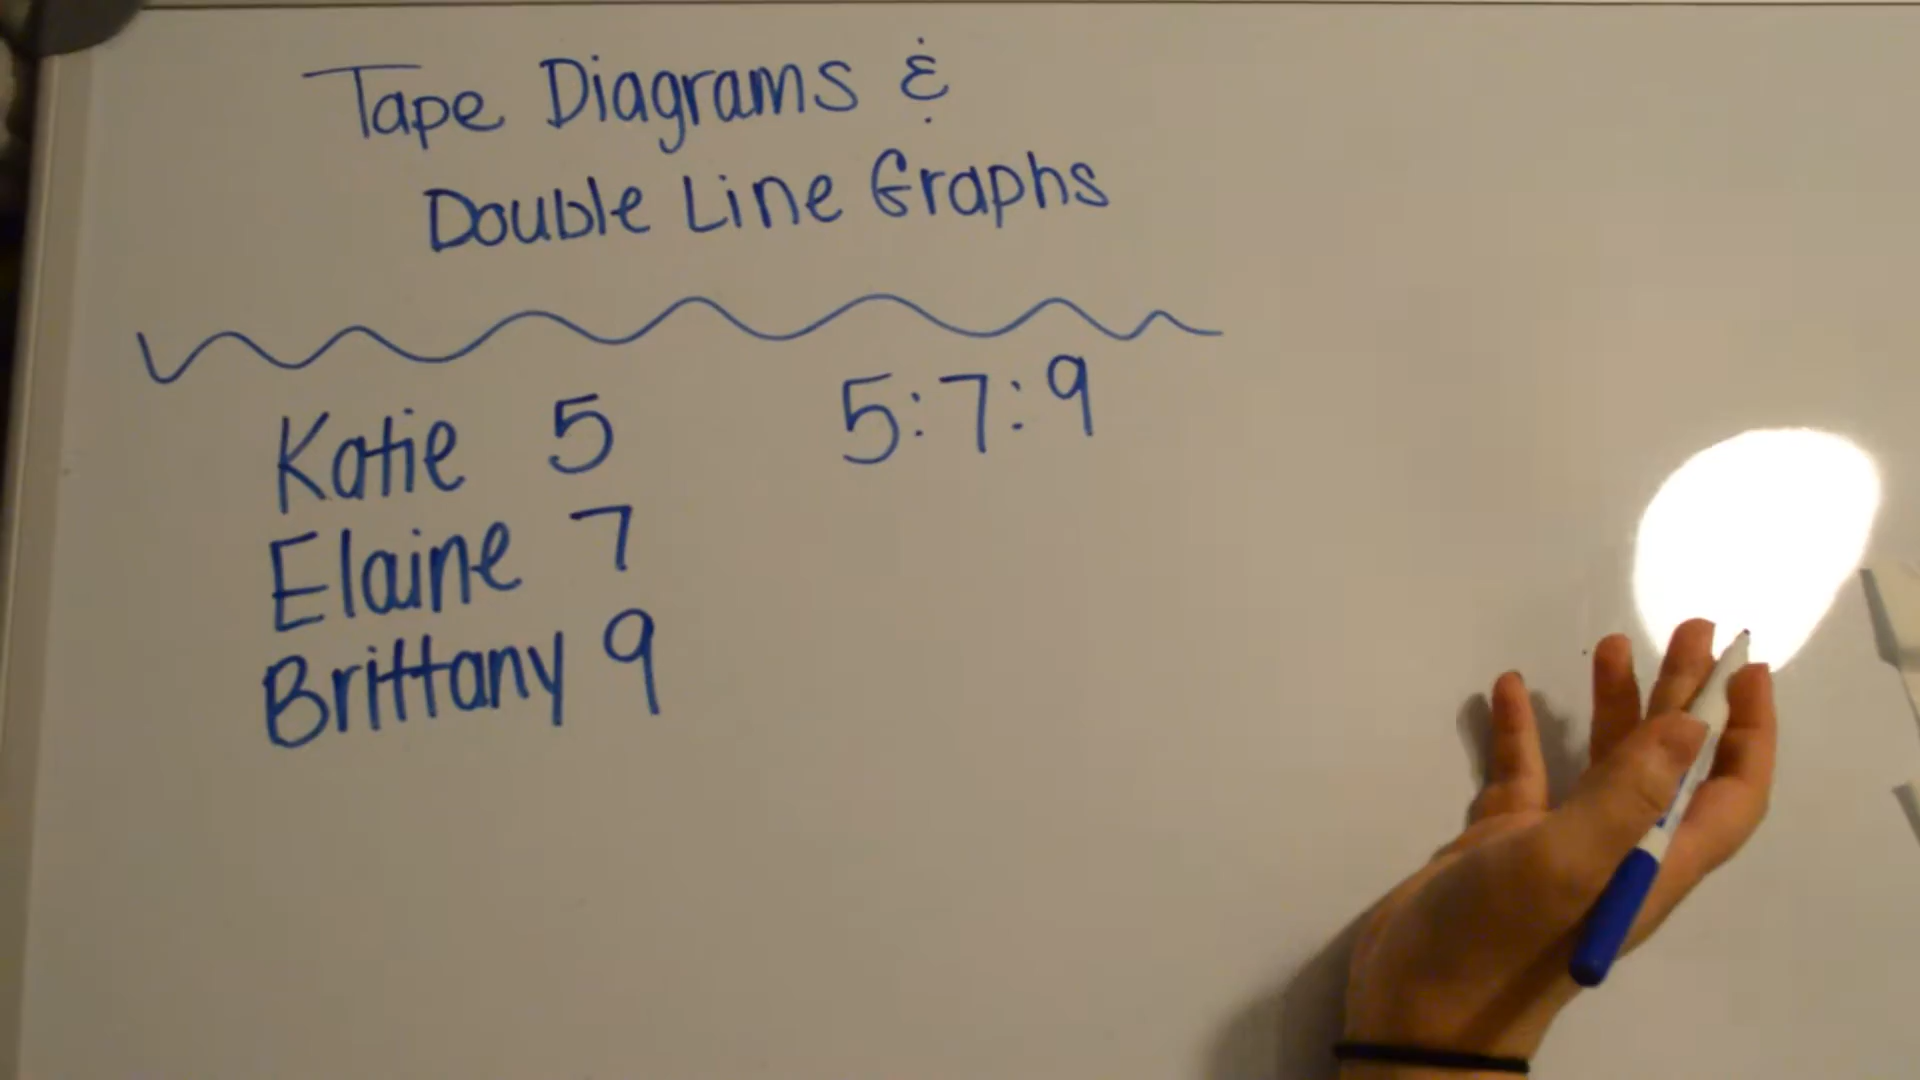 Tape Diagrams &
Double Line Graphs
Katie 5 5:7:9
Elaine 7
Brittany 9